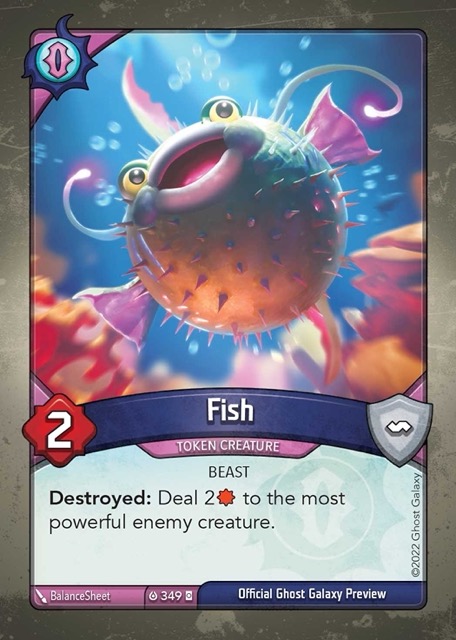 Fish
2
TOKEN CREATURE
BEAST
Destroyed: Deal 2 to the most
powerful enemy creature.
©2022 Ghost Galaxy
BalanceSheet
349
Official Ghost Galaxy Preview